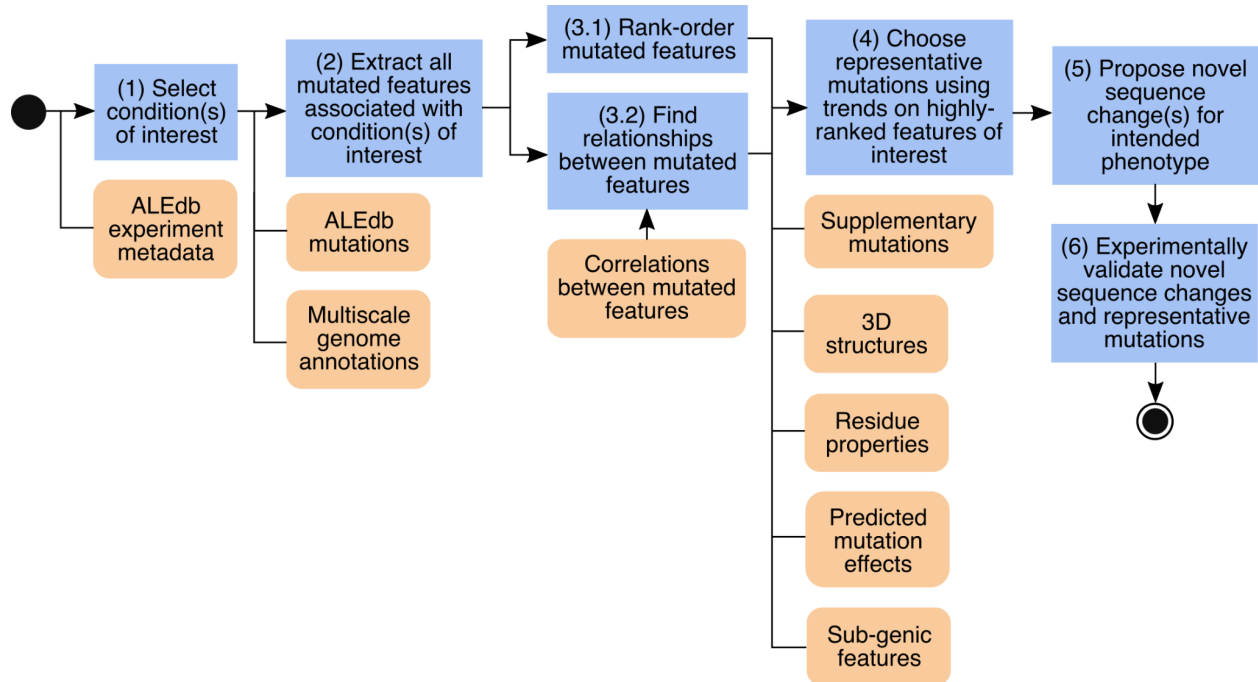 (1) Select
condition(s)
of interest
ALEdb
experiment
metadata
(2) Extract all
mutated features
associated with
condition(s) of
interest
ALEdb
mutations
Multiscale
genome
annotations
(3.1) Rank-order
mutated features
(3.2) Find
relationships
between mutated
features
Correlations
between mutated
features
(4) Choose
representative
mutations using
trends on highly-
ranked features of
interest
Supplementary
mutations
3D
structures
Residue
properties
Predicted
mutation
effects
Sub-genic
features
(5) Propose novel
sequence
change(s) for
intended
phenotype
(6) Experimentally
validate novel
sequence changes
and representative
mutations